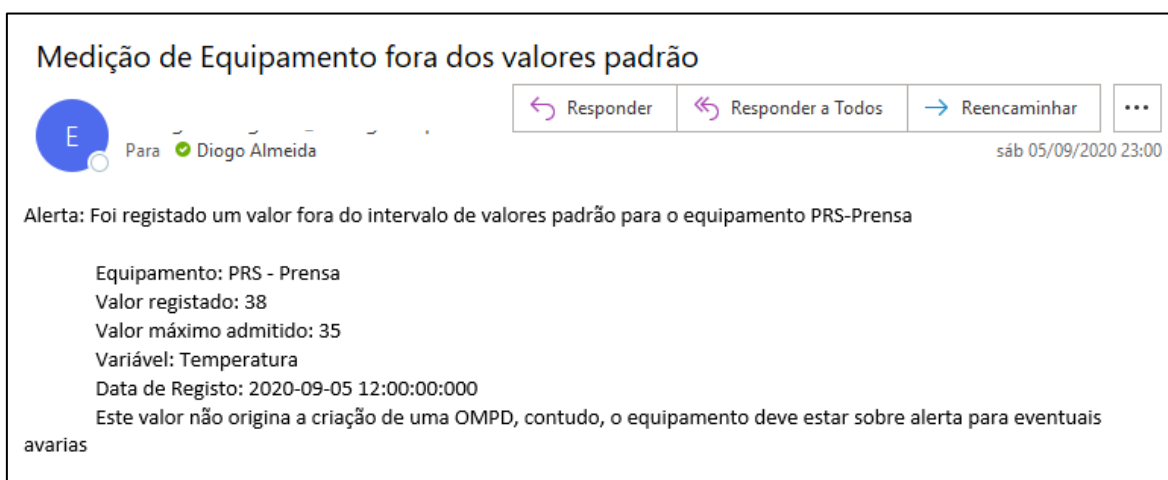 Medição de Equipamento fora dos valores padrão
E
Responder
Responder a Todos
Reencaminhar
...
Para Diogo Almeida
sáb 05/09/2020 23:00
Alerta: Foi registado um valor fora do intervalo de valores padrão para o equipamento PRS-Prensa
Equipamento: PRS - Prensa
Valor registado: 38
Valor máximo admitido: 35
Variável: Temperatura
Data de Registo: 2020-09-05 12:00:00:000
Este valor não origina a criação de uma OMPD, contudo, o equipamento deve estar sobre alerta para eventuais
avarias